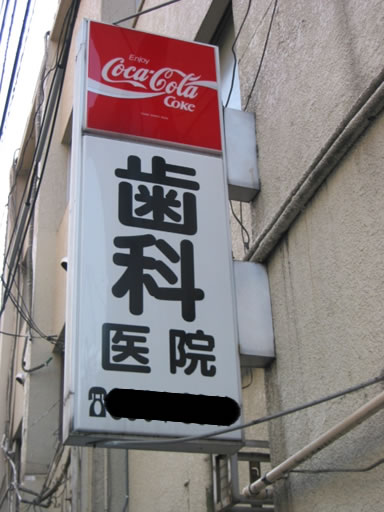 Enjoy
Coca-Cola
Coke
歯
科
医院
☎